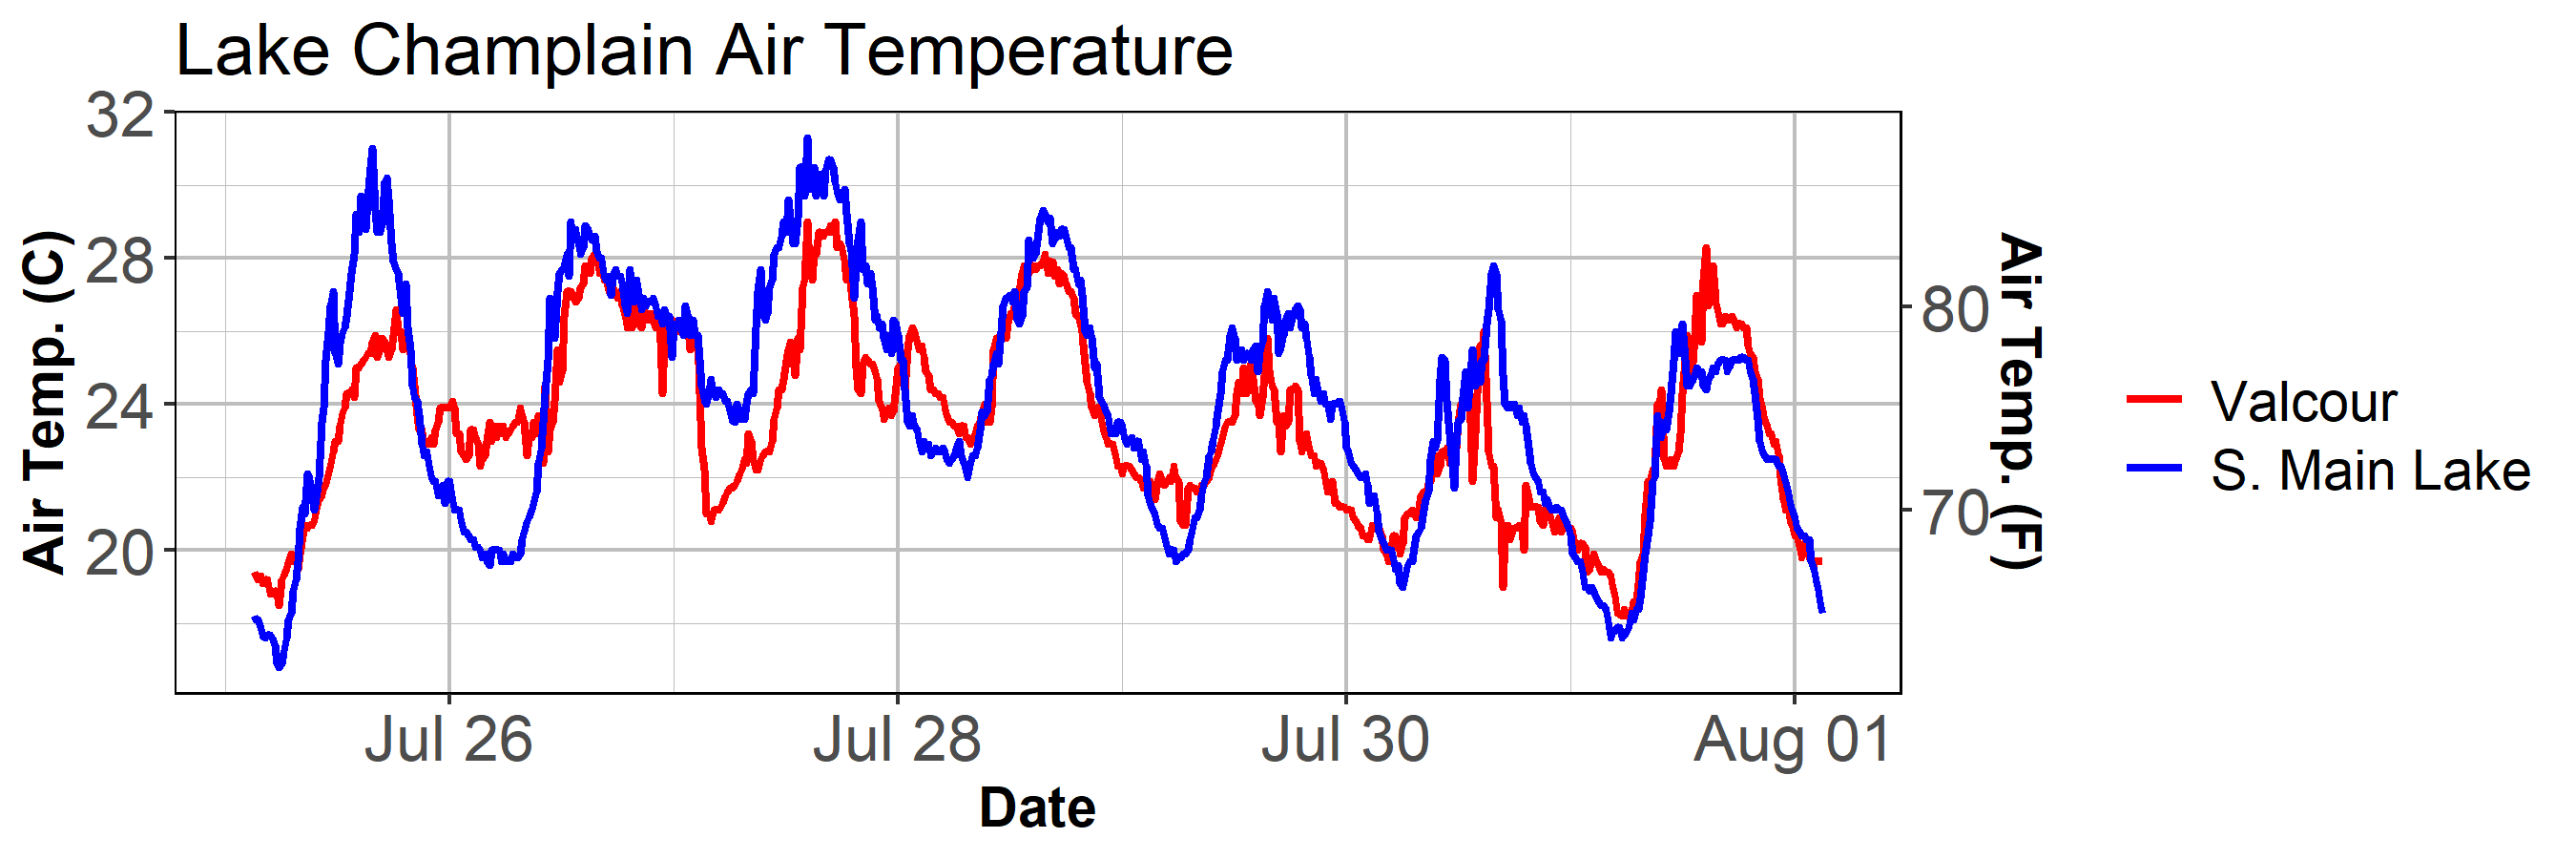 Lake Champlain Air Temperature
32
28
24
20
Air Temp. (C)
80
70
Air Temp. (F)
Valcour
S. Main Lake
Jul 26
Jul 28
Jul 30
Aug 01
Date